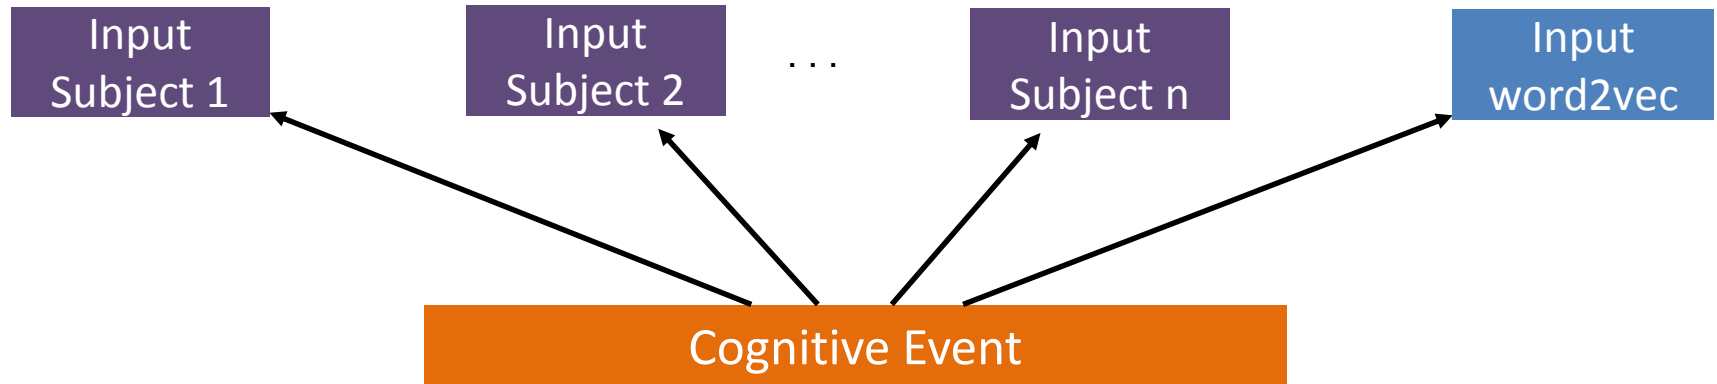 Input
Subject 1
Input
Subject 2
. . .
Input
Subject n
Input
word2vec
Cognitive Event